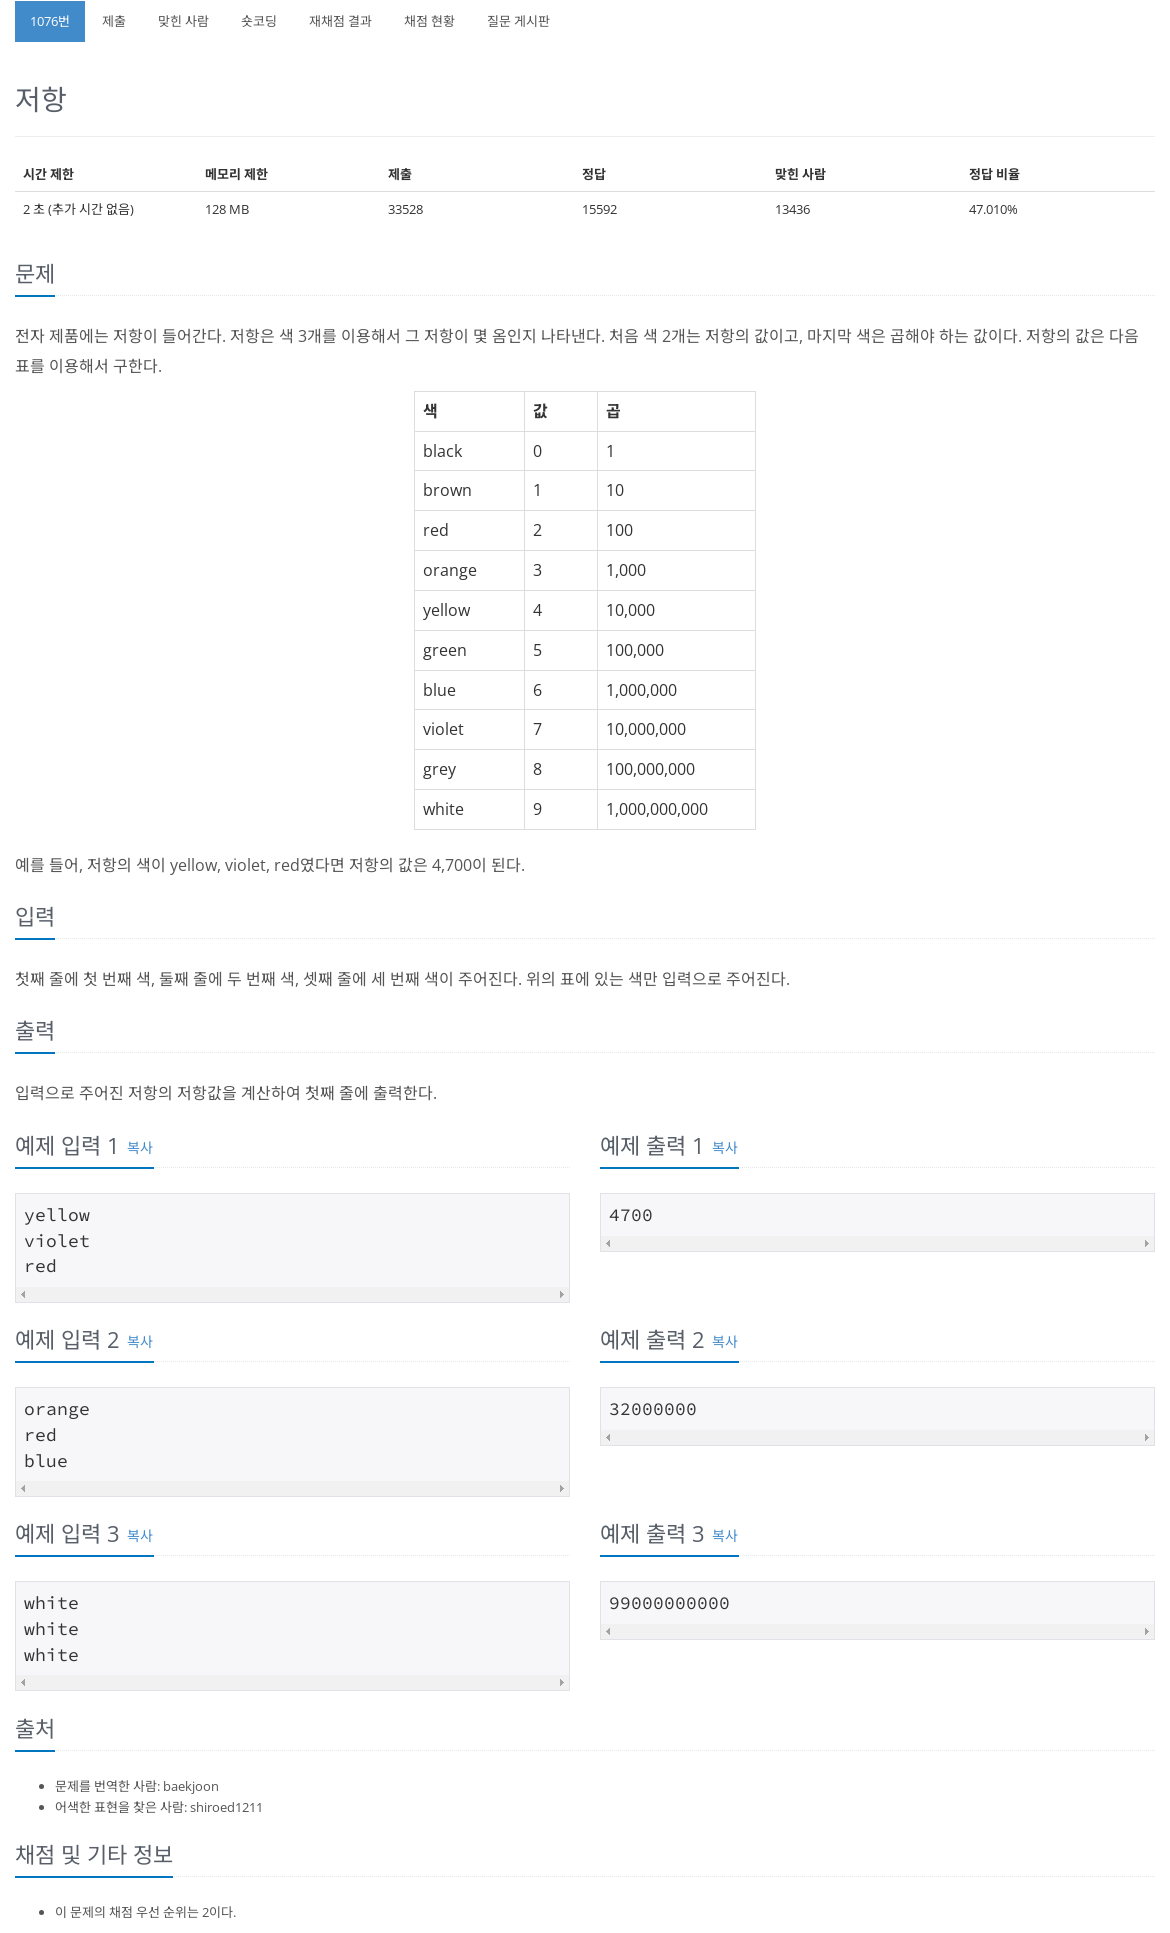 1076번 제출 맞힌 사람 숏코딩 재채점 결과 채점 현황 질문 게시판
저항
시간 제한 메모리 제한 제출 정답 맞힌 사람 정답 비율
2 초 (추가 시간 없음) 128 MB 33528 15592 13436 47.010%
문제
전자 제품에는 저항이 들어간다. 저항은 색 3개를 이용해서 그 저항이 몇 옴인지 나타낸다. 처음 색 2개는 저항의 값이고, 마지막 색은 곱해야 하는 값이다. 저항의 값은 다음
표를 이용해서 구한다.
색 값 곱
black 0 1
brown 1 10
red 2 100
orange 3 1,000
yellow 4 10,000
green 5 100,000
blue 6 1,000,000
violet 7 10,000,000
grey 8 100,000,000
white 9 1,000,000,000
예를 들어, 저항의 색이 yellow, violet, red였다면 저항의 값은 4,700이 된다.
입력
첫째 줄에 첫 번째 색, 둘째 줄에 두 번째 색, 셋째 줄에 세 번째 색이 주어진다. 위의 표에 있는 색만 입력으로 주어진다.
출력
입력으로 주어진 저항의 저항값을 계산하여 첫째 줄에 출력한다.
예제 입력 1 복사
yellow
violet
red
예제 출력 1 복사
4700
예제 입력 2 복사
orange
red
blue
예제 출력 2 복사
32000000
예제 입력 3 복사
white
white
white
예제 출력 3 복사
99000000000
출처
문제를 번역한 사람: baekjoon
어색한 표현을 찾은 사람: shiroed1211
채점 및 기타 정보
이 문제의 채점 우선 순위는 2이다.